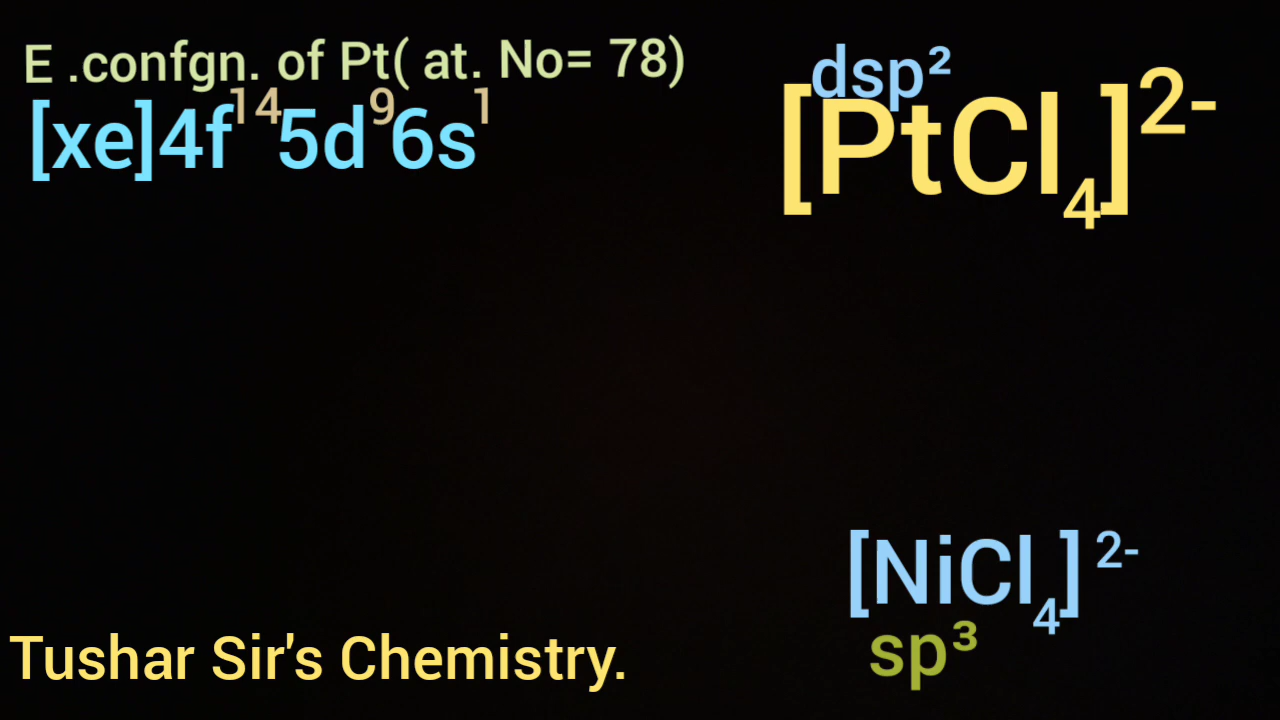 E .confgn. of Pt( at. No= 78)
[xe]4f¹⁴5d⁹6s¹
dsp²
[PtCl₄]²⁻
[NiCl₄]²⁻
sp³
Tushar Sir's Chemistry.